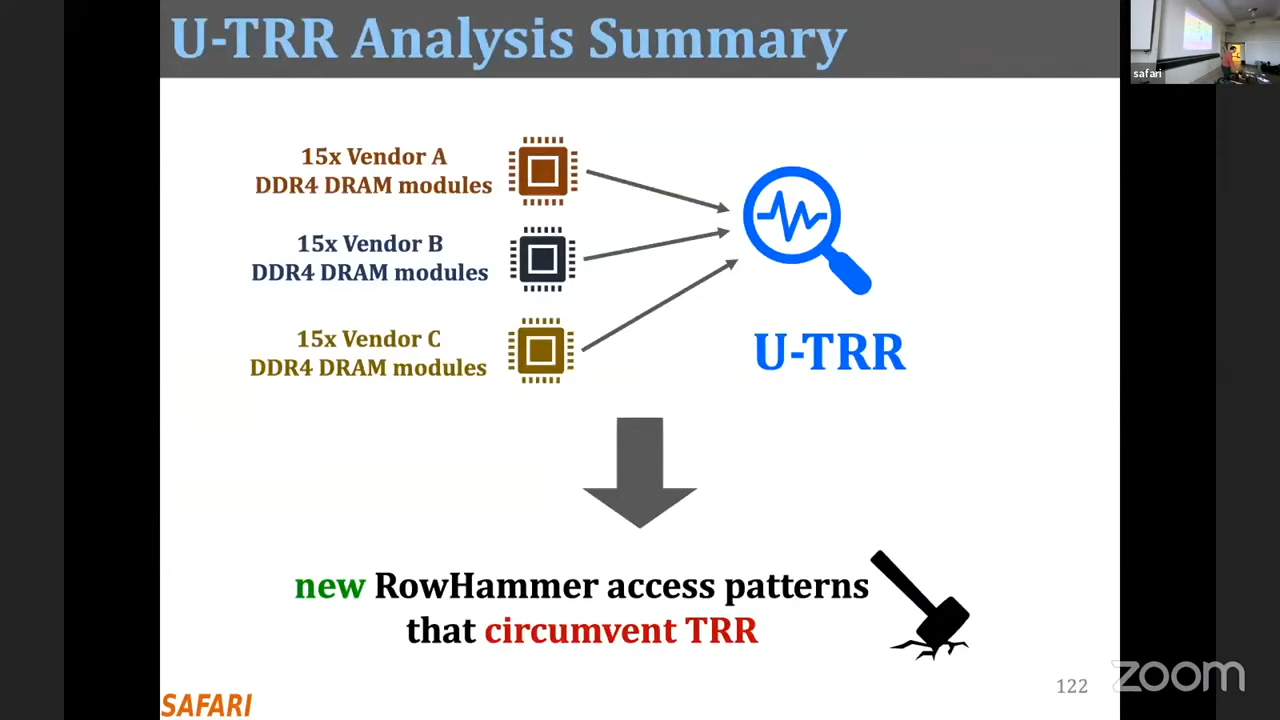 U-TRR Analysis Summary
safari
15x Vendor A
DDR4 DRAM modules
15x Vendor B
DDR4 DRAM modules
15x Vendor C
DDR4 DRAM modules
U-TRR
new RowHammer access patterns
that circumvent TRR
SAFARI
122
zoom